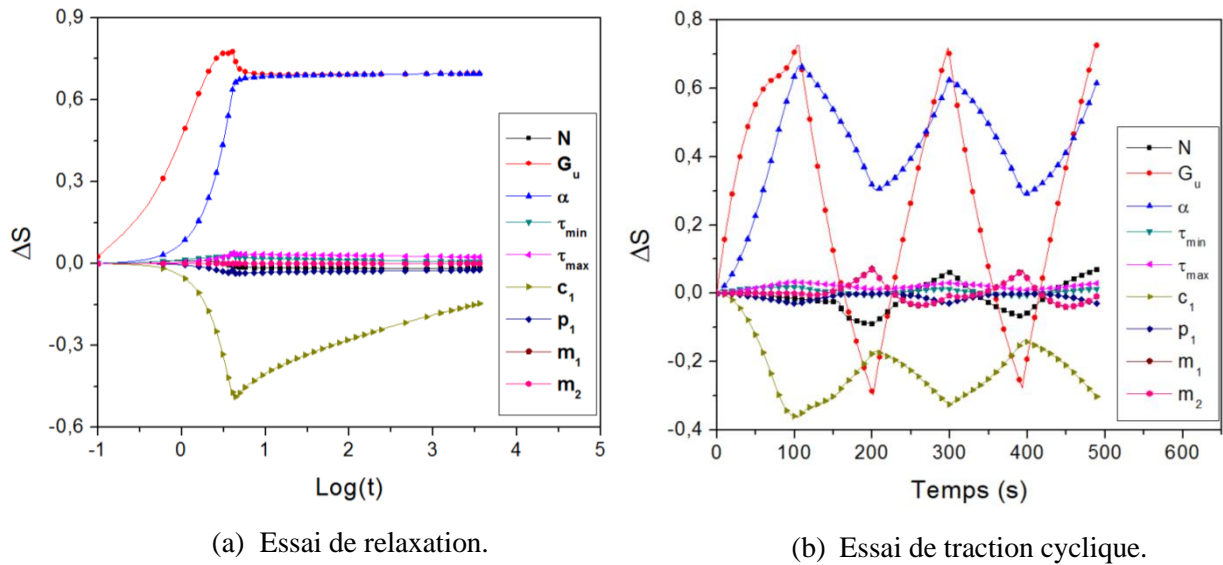 0,9
0,6
0,3
0,0
-0,3
-0,6
ΔS
-1 0 1 2 3 4 5
Log(t)
N
Gu
α
τmin
τmax
c1
p1
m1
m2
(a) Essai de relaxation.
0,8
0,6
0,4
0,2
0,0
-0,2
-0,4
ΔS
0 100 200 300 400 500 600
Temps (s)
N
Gu
α
τmin
τmax
c1
p1
m1
m2
(b) Essai de traction cyclique.